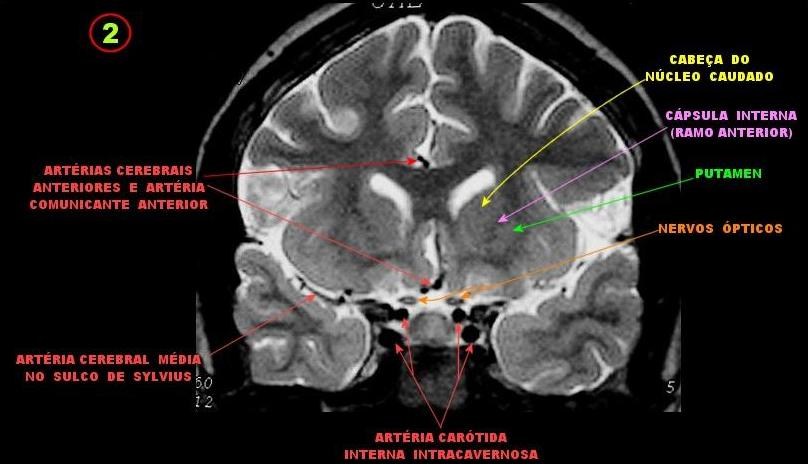 2
CABEÇA DO
NÚCLEO CAUDADO
CÁPSULA INTERNA
(RAMO ANTERIOR)
ARTÉRIAS CEREBRAIS
ANTERIORES E ARTÉRIA
COMUNICANTE ANTERIOR
PUTAMEN
NERVOS ÓPTICOS
ARTÉRIA CEREBRAL MÉDIA
NO SULCO DE SYLVIUS
5
ARTÉRIA CARÓTIDA
INTERNA INTRACAVERNOSA